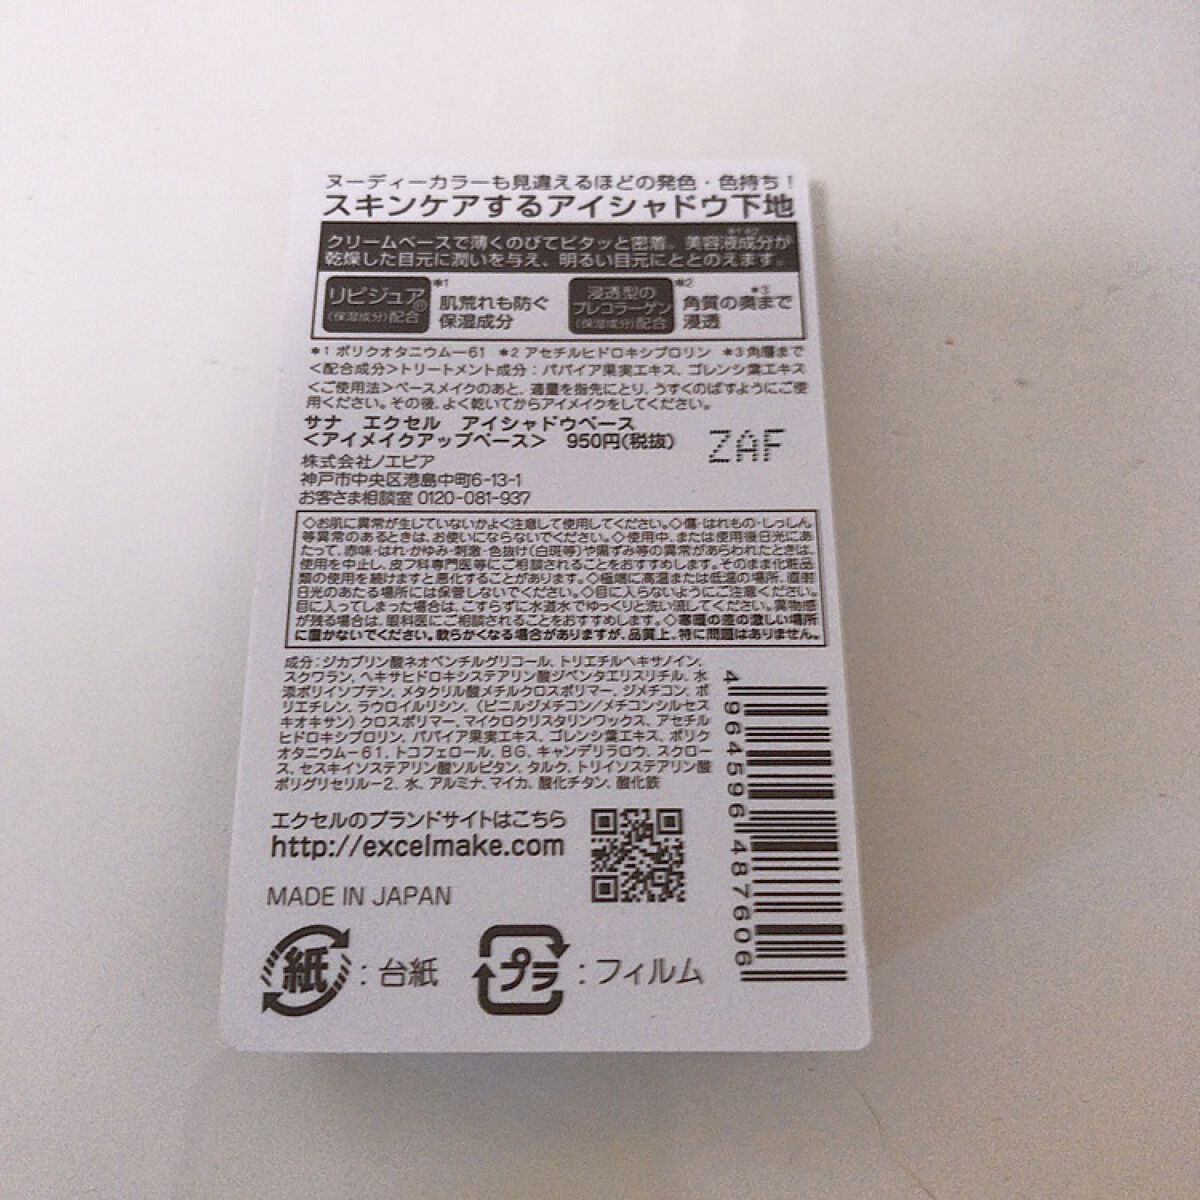 ヌーディーカラーも見違えるほどの発色・色持ち!
スキンケアするアイシャドウ下地
クリームベースで薄くのびてピタッと密着。美容液成分*1*2が
乾燥した目元に潤いを与え、明るい目元にととのえます。
リピジュア®*1
(保湿成分)配合
肌荒れも防ぐ
保湿成分
浸透型の
プレコラーゲン*2
(保湿成分)配合
角質の奥*3まで
浸透
*1 ポリクオタニウム-61 *2 アセチルヒドロキシプロリン *3 角層まで
<配合成分>トリートメント成分:パパイア果実エキス、ゴレンシ葉エキス
<ご使用法>ベースメイクのあと、適量を指先にとり、うすくのばすようにご使
用ください。その後、よく乾いてからアイメイクをしてください。
サナ エクセル アイシャドウベース
<アイメイクアップベース> 950円(税抜)
ZAF
株式会社ノエビア
神戸市中央区港島中町6-13-1
お客さま相談室 0120-081-937
◇お肌に異常が生じていないかよく注意して使用してください。◇傷・はれもの・しっしん
等異常のあるときは、お使いにならないでください。◇使用中、または使用後日光にあ
たって、赤味・はれ・かゆみ・刺激・色抜け(白斑等)や黒ずみ等の異常があらわれたときは、
使用を中止し、皮フ科専門医等にご相談されることをおすすめします。そのまま化粧品
類の使用を続けますと悪化することがあります。◇極端に高温または低温の場所、直射
日光のあたる場所には保管しないでください。◇目に入らないようにご注意ください。
目に入ってしまった場合は、こすらずに水道水でゆっくりと洗い流してください。異物感
が残る場合は、眼科医にご相談されることをおすすめします。◇寒暖の差の激しい場所
に置かないでください。軟らかくなる場合がありますが、品質上、特に問題はありません。
成分:ジカプリン酸ネオペンチルグリコール、トリエチルヘキサノイン、
スクワラン、ヘキサヒドロキシステアリン酸ジペンタエリスリチル、水
添ポリイソブテン、メタクリル酸メチルクロスポリマー、ジメチコン、ポ
リエチレン、ラウロイルリシン、(ビニルジメチコン/メチコンシルセス
キオキサン)クロスポリマー、マイクロクリスタリンワックス、アセチル
ヒドロキシプロリン、パパイア果実エキス、ゴレンシ葉エキス、ポリク
オタニウム-61、トコフェロール、BG、キャンデリラロウ、スクロー
ス、セスキイソステアリン酸ソルビタン、タルク、トリイソステアリン酸
ポリグリセリル-2、水、アルミナ、マイカ、酸化チタン、酸化鉄
エクセルのブランドサイトはこちら
http://excelmake.com
MADE IN JAPAN
紙:台紙
プラ:フィルム
4964596487606